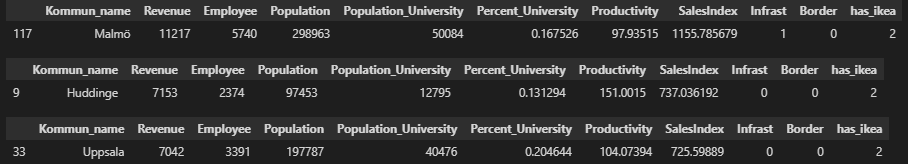 Kommun_name Revenue Employee Population Population_University Percent_University Productivity SalesIndex Infrast Border has_ikea
117 Malmö 11217 5740 298963 50084 0.167526 97.93515 1155.785679 1 0 2
Kommun_name Revenue Employee Population Population_University Percent_University Productivity SalesIndex Infrast Border has_ikea
9 Huddinge 7153 2374 97453 12795 0.131294 151.0015 737.036192 0 0 2
Kommun_name Revenue Employee Population Population_University Percent_University Productivity SalesIndex Infrast Border has_ikea
33 Uppsala 7042 3391 197787 40476 0.204644 104.07394 725.59889 0 0 2